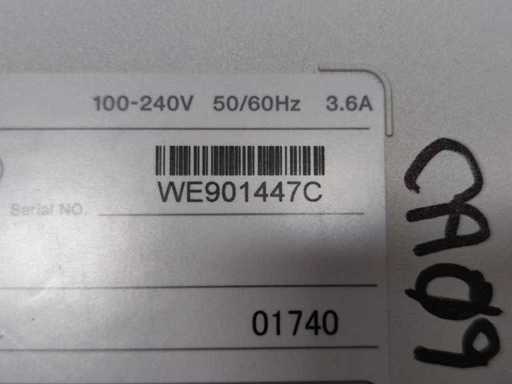 100-240V 50/60Hz 3.6A
WE901447C
Serial NO.
01740
CA09